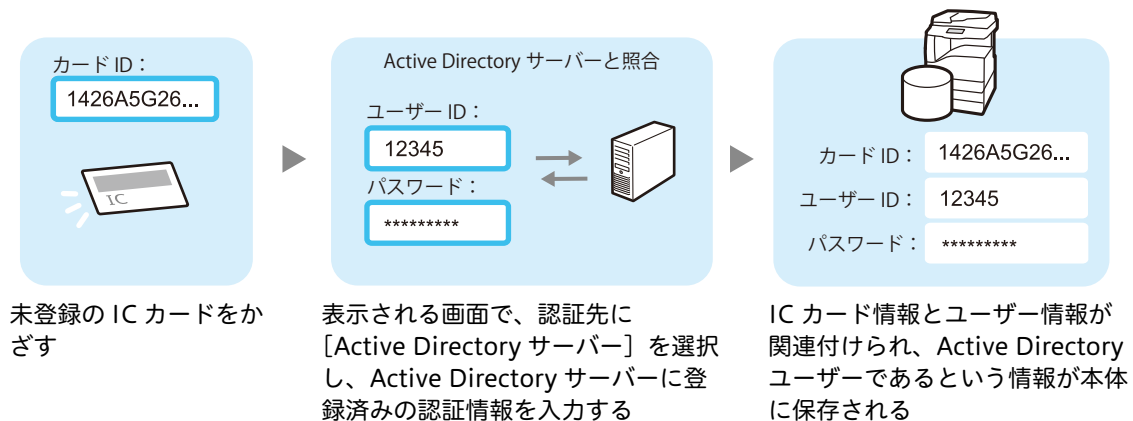 カード ID：
1426A5G26...
IC
未登録の IC カードをか
ざす
Active Directory サーバーと照合
ユーザー ID：
12345
パスワード：
*********
表示される画面で、認証先に
［Active Directory サーバー］を選択
し、Active Directory サーバーに登
録済みの認証情報を入力する
カード ID： 1426A5G26...
ユーザー ID： 12345
パスワード： *********
IC カード情報とユーザー情報が
関連付けられ、Active Directory
ユーザーであるという情報が本体
に保存される